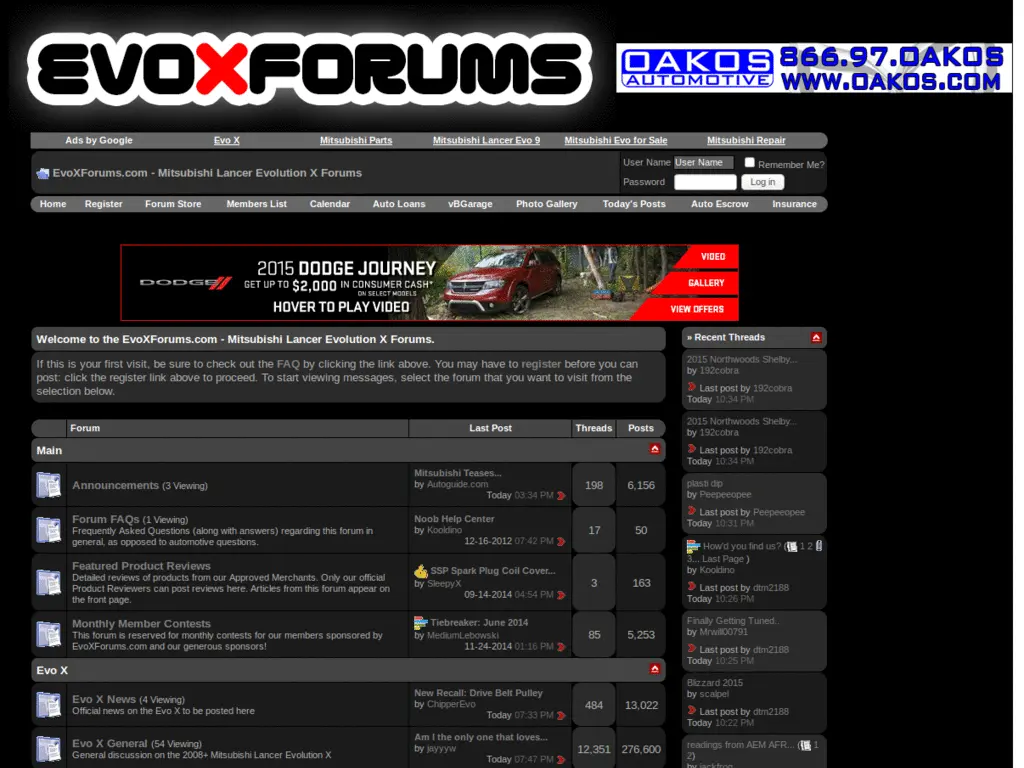 EVOXFORUMS
OAKOS AUTOMOTIVE 866.97.OAKOS
WWW.OAKOS.COM
Ads by Google Evo X Mitsubishi Parts Mitsubishi Lancer Evo 9 Mitsubishi Evo for Sale Mitsubishi Repair
EvoXForums.com - Mitsubishi Lancer Evolution X Forums
User Name User Name Remember Me?
Password Log in
Home Register Forum Store Members List Calendar Auto Loans vBGarage Photo Gallery Today's Posts Auto Escrow Insurance
DODGE
2015 DODGE JOURNEY
GET UP TO $2,000 IN CONSUMER CASH*
ON SELECT MODELS
HOVER TO PLAY VIDEO
VIDEO
GALLERY
VIEW OFFERS
Welcome to the EvoXForums.com - Mitsubishi Lancer Evolution X Forums.
If this is your first visit, be sure to check out the FAQ by clicking the link above. You may have to register before you can
post: click the register link above to proceed. To start viewing messages, select the forum that you want to visit from the
selection below.
Forum Last Post Threads Posts
Main
Announcements (3 Viewing)
Mitsubishi Teases...
by Autoguide.com
Today 03:34 PM
198 6,156
Forum FAQs (1 Viewing)
Frequently Asked Questions (along with answers) regarding this forum in
general, as opposed to automotive questions.
Noob Help Center
by Kooldino
12-16-2012 07:42 PM
17 50
Featured Product Reviews
Detailed reviews of products from our Approved Merchants. Only our official
Product Reviewers can post reviews here. Articles from this forum appear on
the front page.
SSP Spark Plug Coil Cover...
by SleepyX
09-14-2014 04:54 PM
3 163
Monthly Member Contests
This forum is reserved for monthly contests for our members sponsored by
EvoXForums.com and our generous sponsors!
Tiebreaker: June 2014
by MediumLebowski
11-24-2014 01:16 PM
85 5,253
Evo X
Evo X News (4 Viewing)
Official news on the Evo X to be posted here
New Recall: Drive Belt Pulley
by ChipperEvo
Today 07:33 PM
484 13,022
Evo X General (54 Viewing)
General discussion on the 2008+ Mitsubishi Lancer Evolution X
Am I the only one that loves...
by jayyyw
Today 07:47 PM
12,351 276,600
» Recent Threads
2015 Northwoods Shelby...
by 192cobra
Last post by 192cobra
Today 10:34 PM
2015 Northwoods Shelby...
by 192cobra
Last post by 192cobra
Today 10:34 PM
plasti dip
by Peepeeopee
Last post by Peepeeopee
Today 10:31 PM
How'd you find us? ( 1 2
3... Last Page )
by Kooldino
Last post by dtm2188
Today 10:26 PM
Finally Getting Tuned..
by Mrwill00791
Last post by dtm2188
Today 10:25 PM
Blizzard 2015
by scalpel
Last post by dtm2188
Today 10:22 PM
readings from AEM AFR... ( 1
2)
by jackfrog